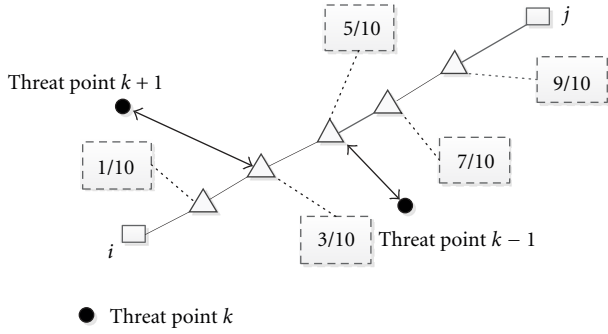 5/10
j
Threat point k + 1
9/10
1/10
7/10
3/10
Threat point k − 1
i
Threat point k